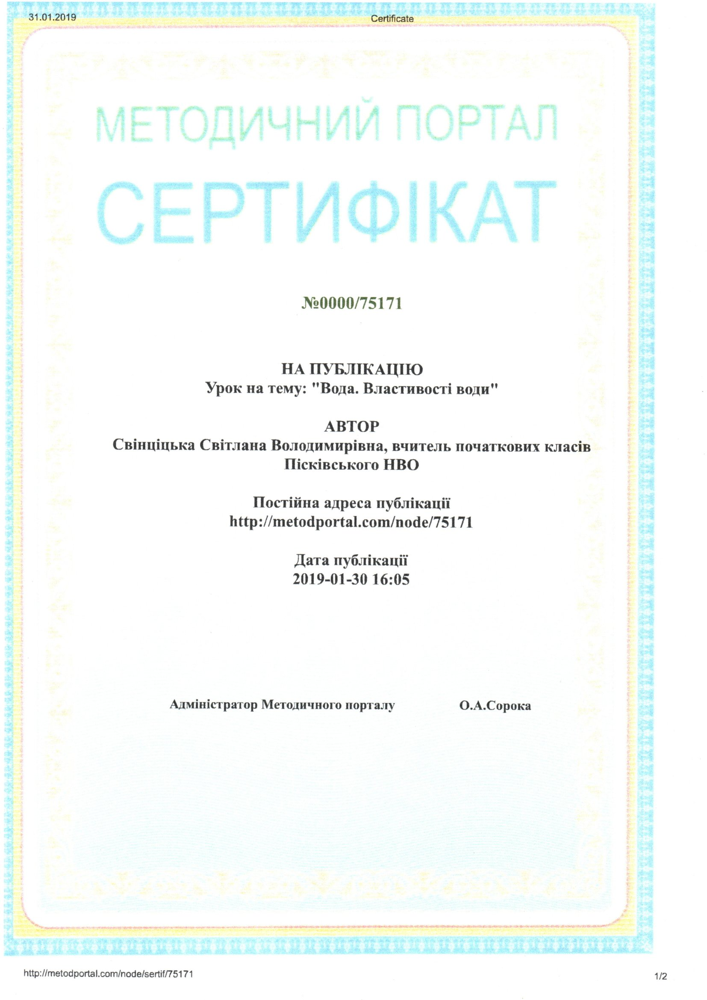 31.01.2019
Certificate
МЕТОДИЧНИЙ ПОРТАЛ
СЕРТИФІКАТ
№0000/75171
НА ПУБЛІКАЦІЮ
Урок на тему: "Вода. Властивості води"
АВТОР
Свінціцька Світлана Володимирівна, вчитель початкових класів
Пісківського НВО
Постійна адреса публікації
http://metodportal.com/node/75171
Дата публікації
2019-01-30 16:05
Адміністратор Методичного порталу О.А.Сорока
http://metodportal.com/node/sertif/75171
1/2